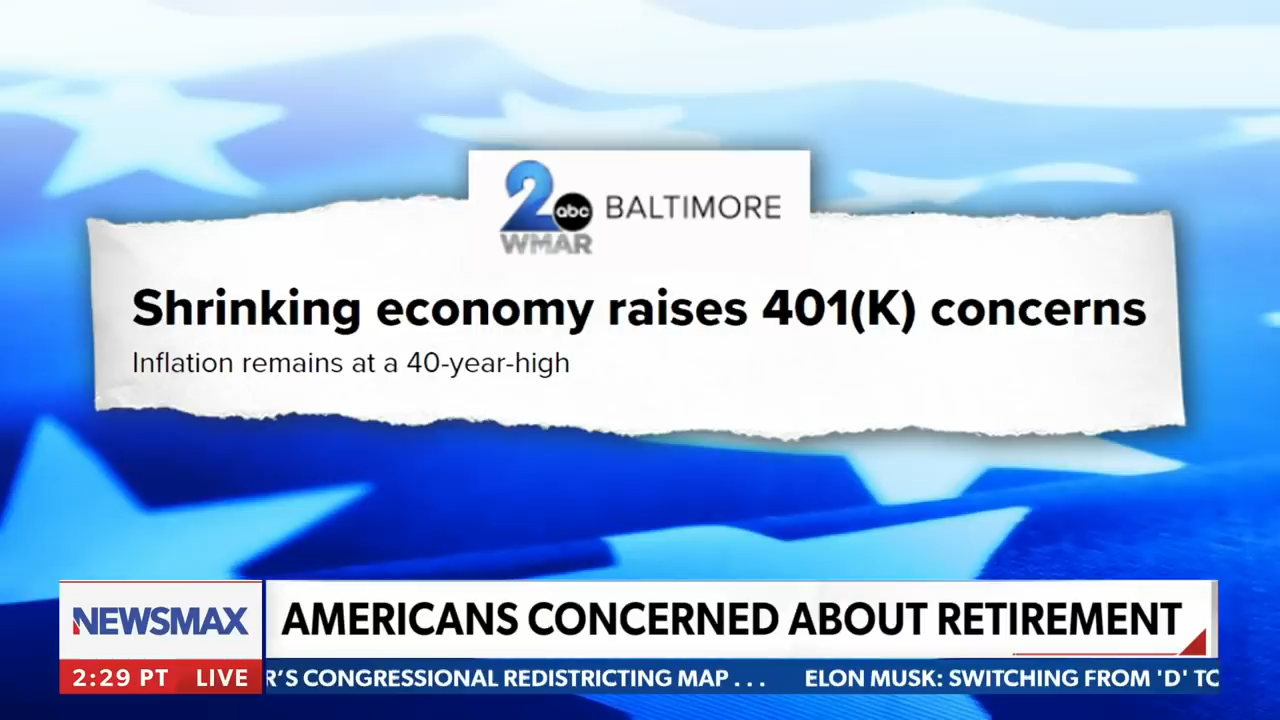 2 abc BALTIMORE
WMAR
Shrinking economy raises 401(K) concerns
Inflation remains at a 40-year-high
NEWSMAX
AMERICANS CONCERNED ABOUT RETIREMENT
2:29 PT LIVE
R'S CONGRESSIONAL REDISTRICTING MAP . . . ELON MUSK: SWITCHING FROM 'D' TO